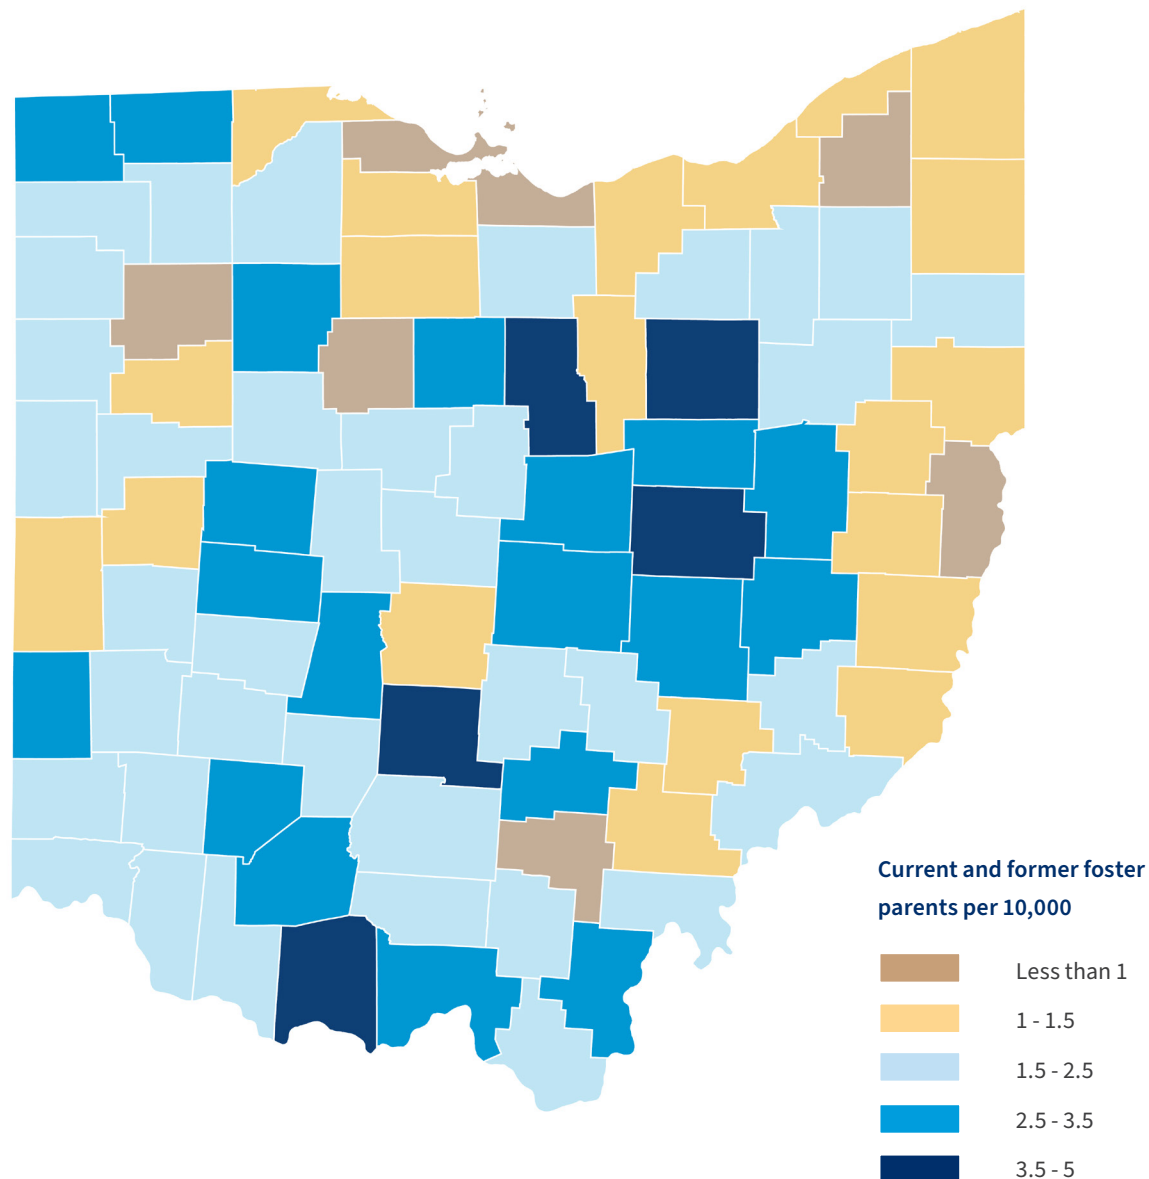 Current and former foster
parents per 10,000
Less than 1
1 - 1.5
1.5 - 2.5
2.5 - 3.5
3.5 - 5